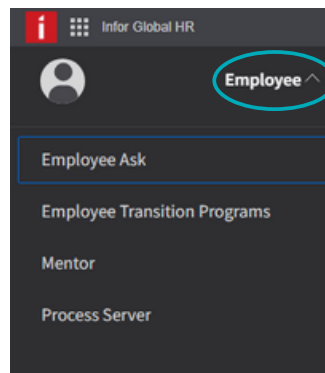 i Infor Global HR
Employee
Employee Ask
Employee Transition Programs
Mentor
Process Server